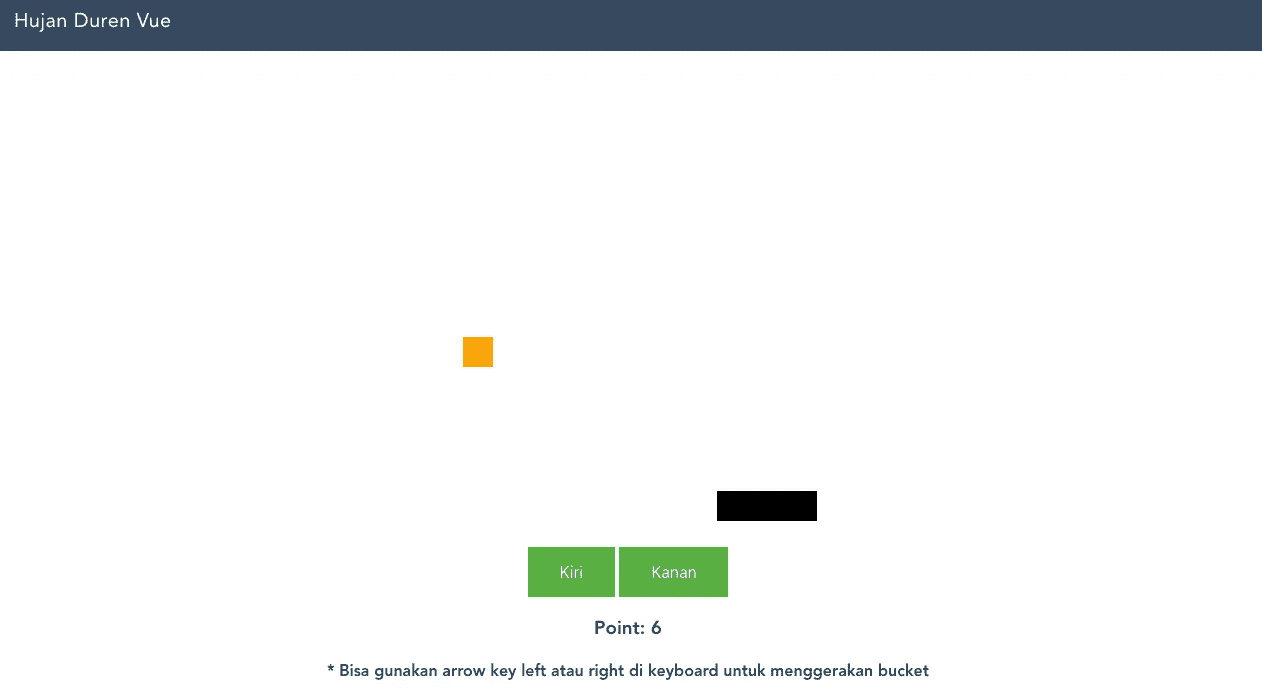 Hujan Duren Vue
Kiri Kanan
Point: 6
* Bisa gunakan arrow key left atau right di keyboard untuk menggerakan bucket